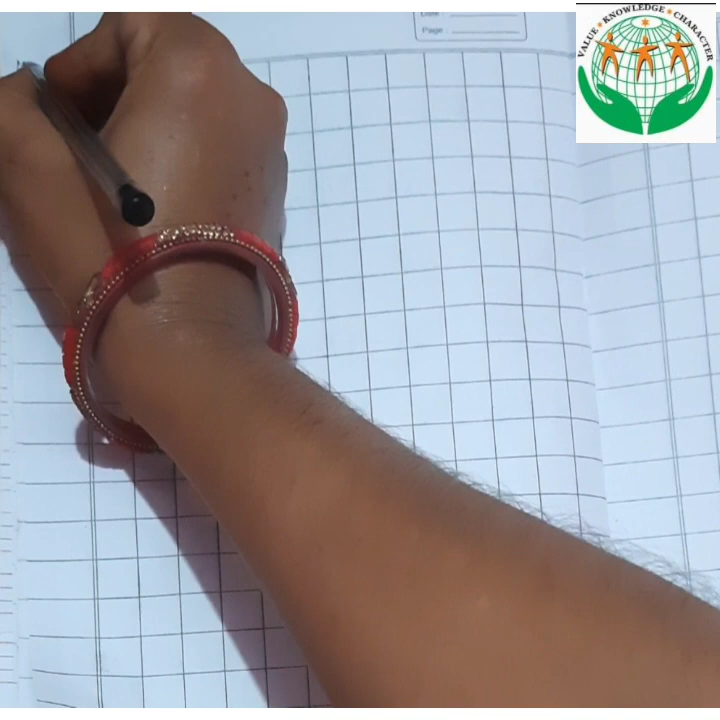 Date :
Page :
VALUE * KNOWLEDGE * CHARACTER